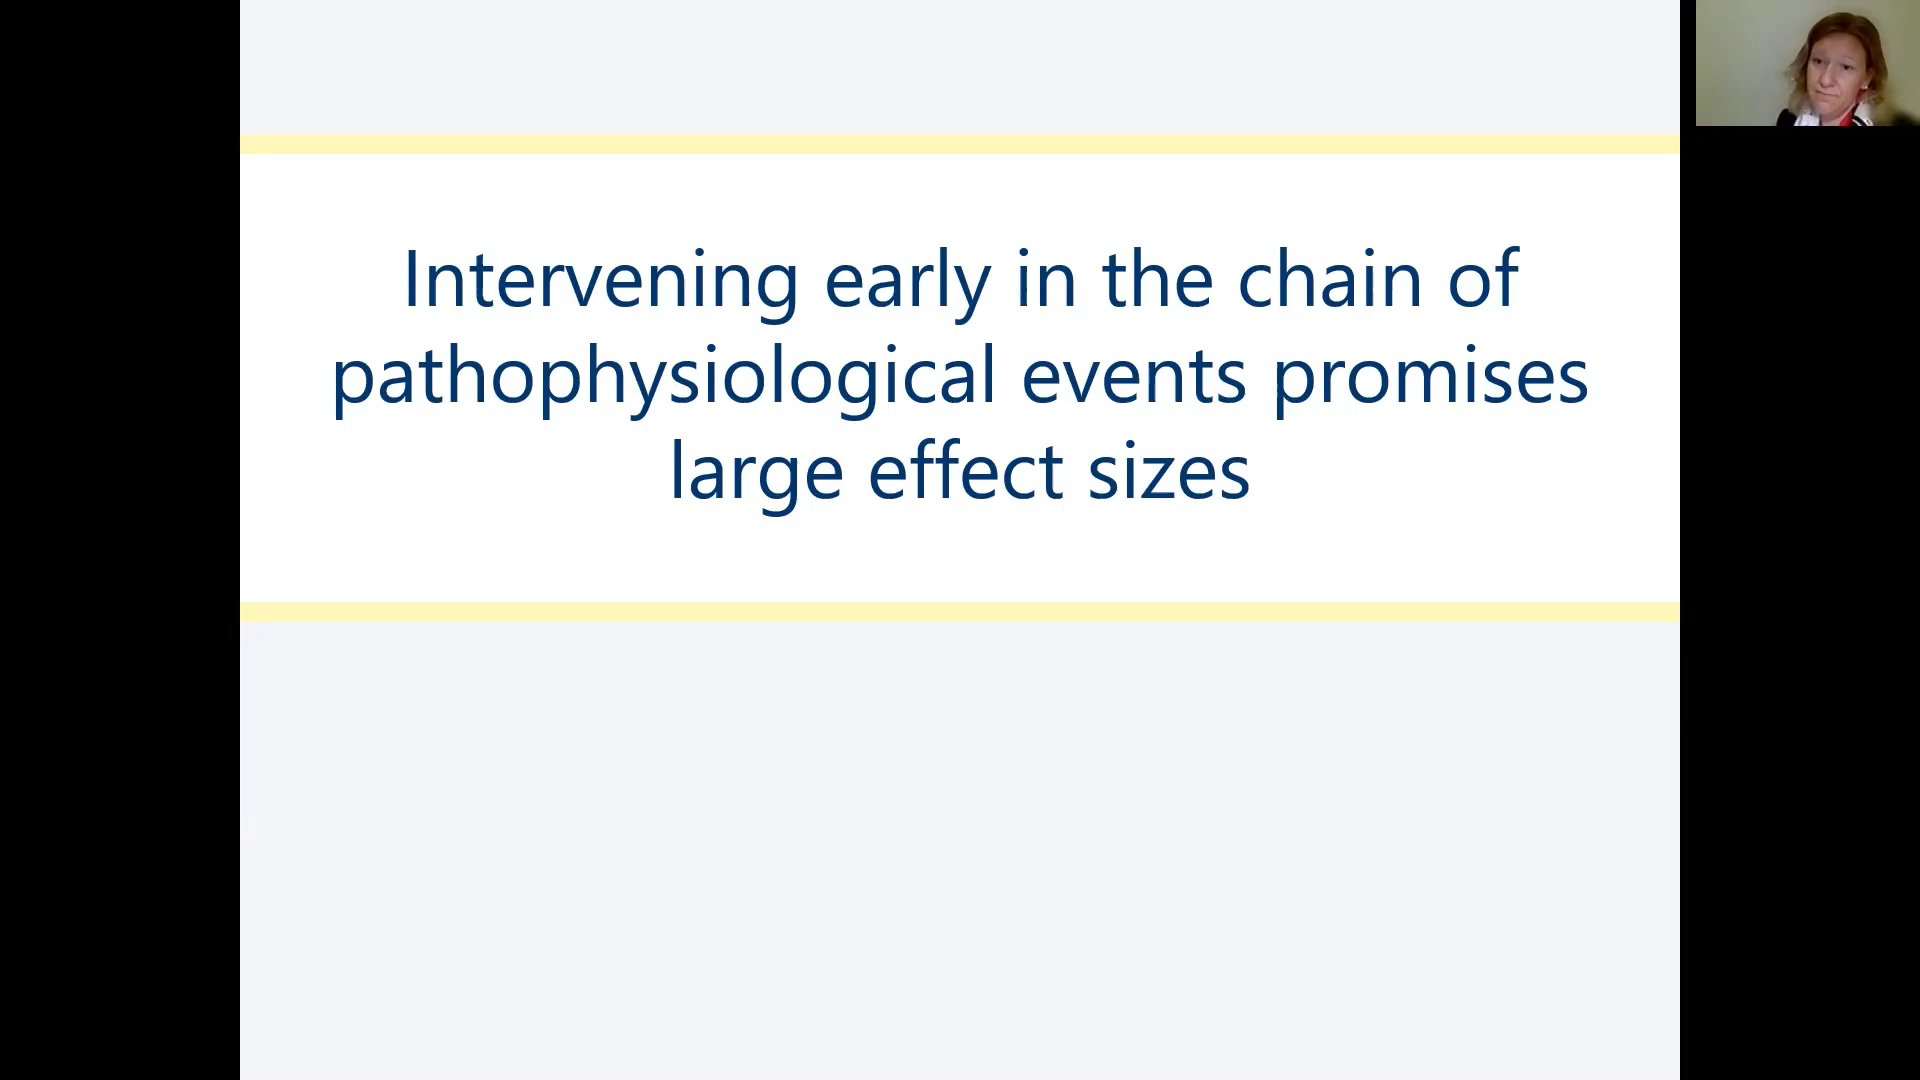 Intervening early in the chain of
pathophysiological events promises
large effect sizes